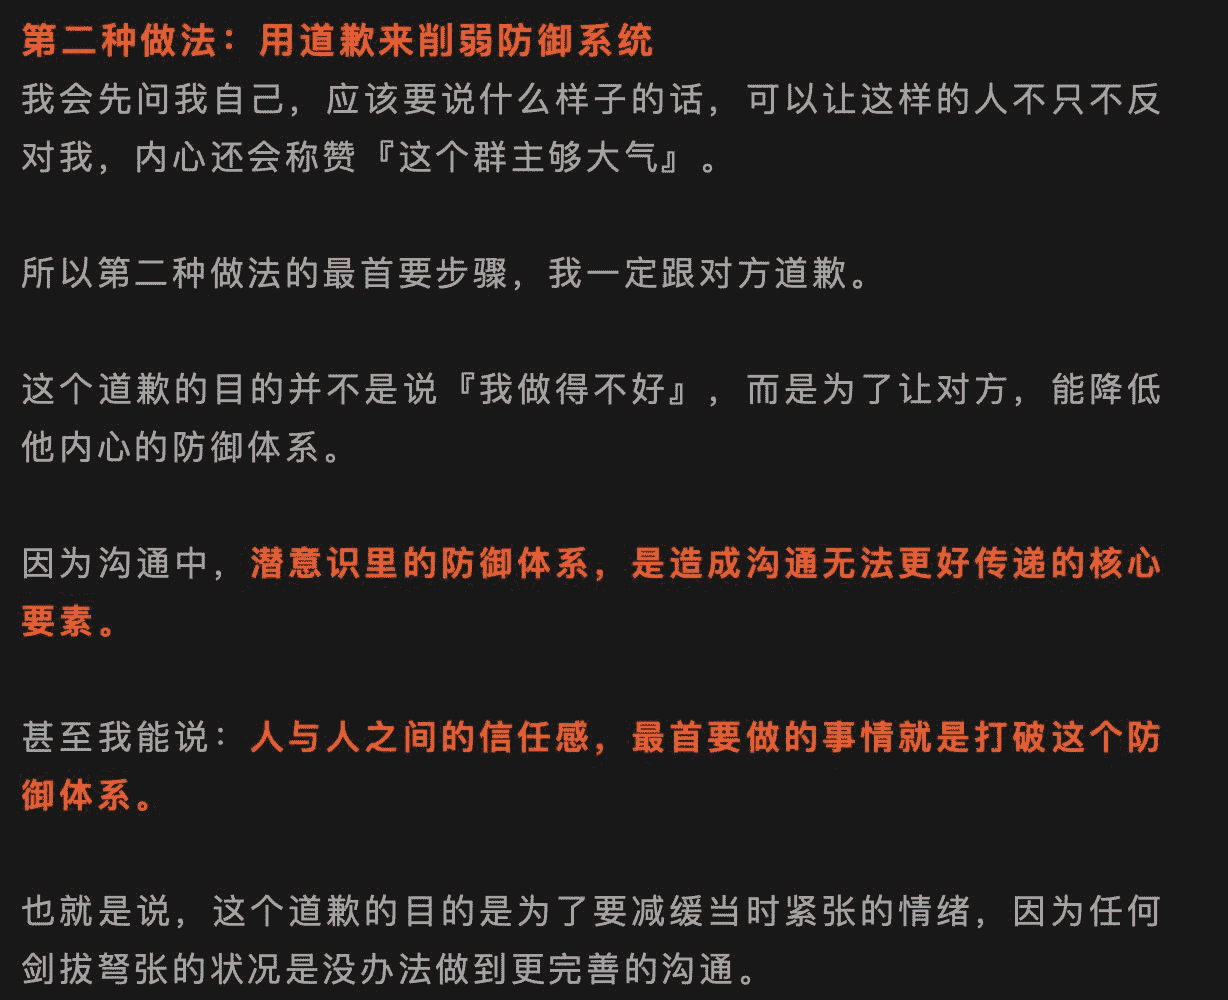 第二种做法：用道歉来削弱防御系统
我会先问我自己，应该要说什么样子的话，可以让这样的人不只不反
对我，内心还会称赞『这个群主够大气』。
所以第二种做法的最首要步骤，我一定跟对方道歉。
这个道歉的目的并不是说『我做得不好』，而是为了让对方，能降低
他内心的防御体系。
因为沟通中，潜意识里的防御体系，是造成沟通无法更好传递的核心
要素。
甚至我能说：人与人之间的信任感，最首要做的事情就是打破这个防
御体系。
也就是说，这个道歉的目的是为了要减缓当时紧张的情绪，因为任何
剑拔弩张的状况是没办法做到更完善的沟通。